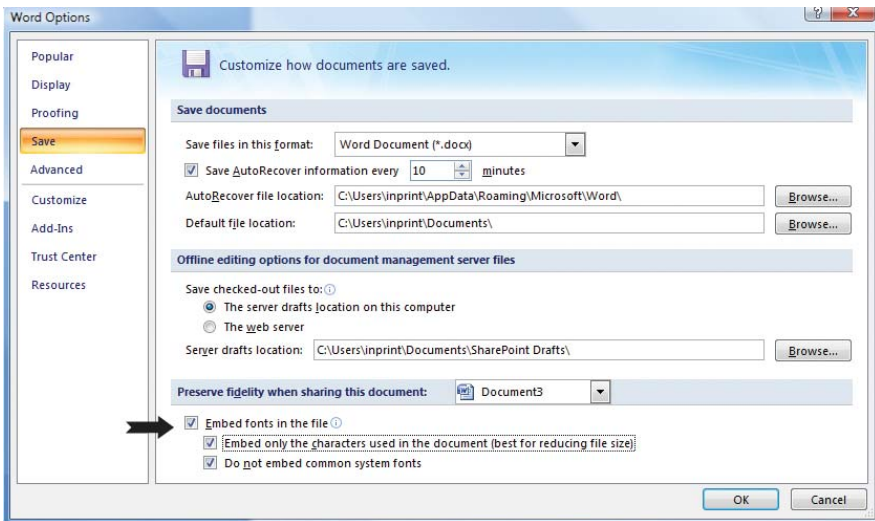 Word Options
Popular
Display
Proofing
Save
Advanced
Customize
Add-Ins
Trust Center
Resources
Customize how documents are saved.
Save documents
Save files in this format: Word Document (*.docx)
Save AutoRecover information every 10 minutes
AutoRecover file location: C:\Users\inprint\AppData\Roaming\Microsoft\Word\ Browse...
Default file location: C:\Users\inprint\Documents\ Browse...
Offline editing options for document management server files
Save checked-out files to:
The server drafts location on this computer
The web server
Server drafts location: C:\Users\inprint\Documents\SharePoint Drafts\ Browse...
Preserve fidelity when sharing this document: Document3
Embed fonts in the file
Embed only the characters used in the document (best for reducing file size)
Do not embed common system fonts
OK Cancel